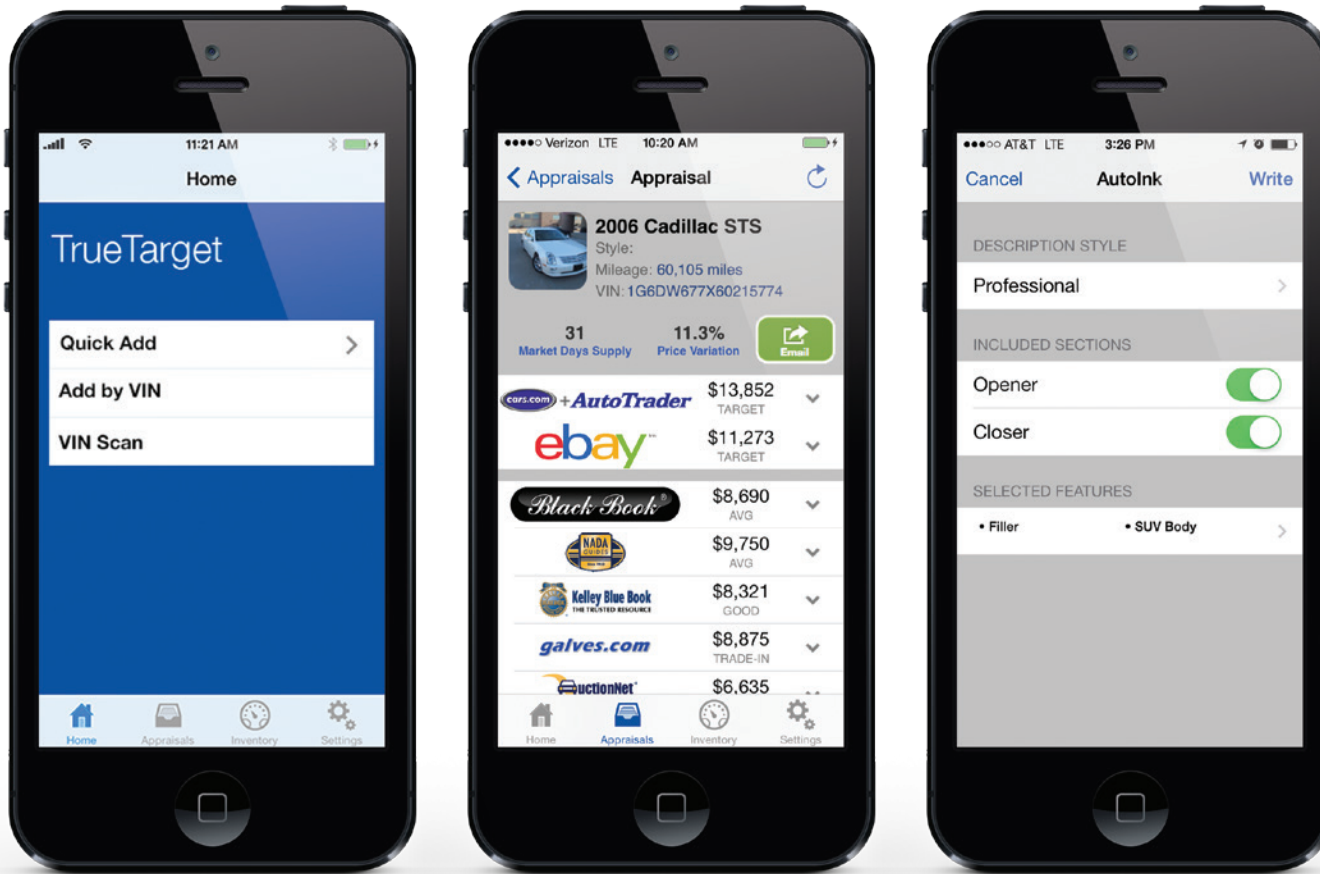 11:21 AM
Home
TrueTarget
Quick Add
Add by VIN
VIN Scan
Home Appraisals Inventory Settings
Verizon LTE 10:20 AM
Appraisals Appraisal
2006 Cadillac STS
Style:
Mileage: 60,105 miles
VIN: 1G6DW677X60215774
31 11.3%
Market Days Supply Price Variation Email
cars.com + AutoTrader $13,852
TARGET
ebay™ $11,273
TARGET
Black Book® $8,690
AVG
NADA
GUIDES
$9,750
AVG
Kelley Blue Book $8,321
THE TRUSTED RESOURCE GOOD
galves.com $8,875
TRADE-IN
AuctionNet® $6,635
Home Appraisals Inventory Settings
AT&T LTE 3:26 PM
Cancel AutoInk Write
DESCRIPTION STYLE
Professional
INCLUDED SECTIONS
Opener
Closer
SELECTED FEATURES
• Filler • SUV Body